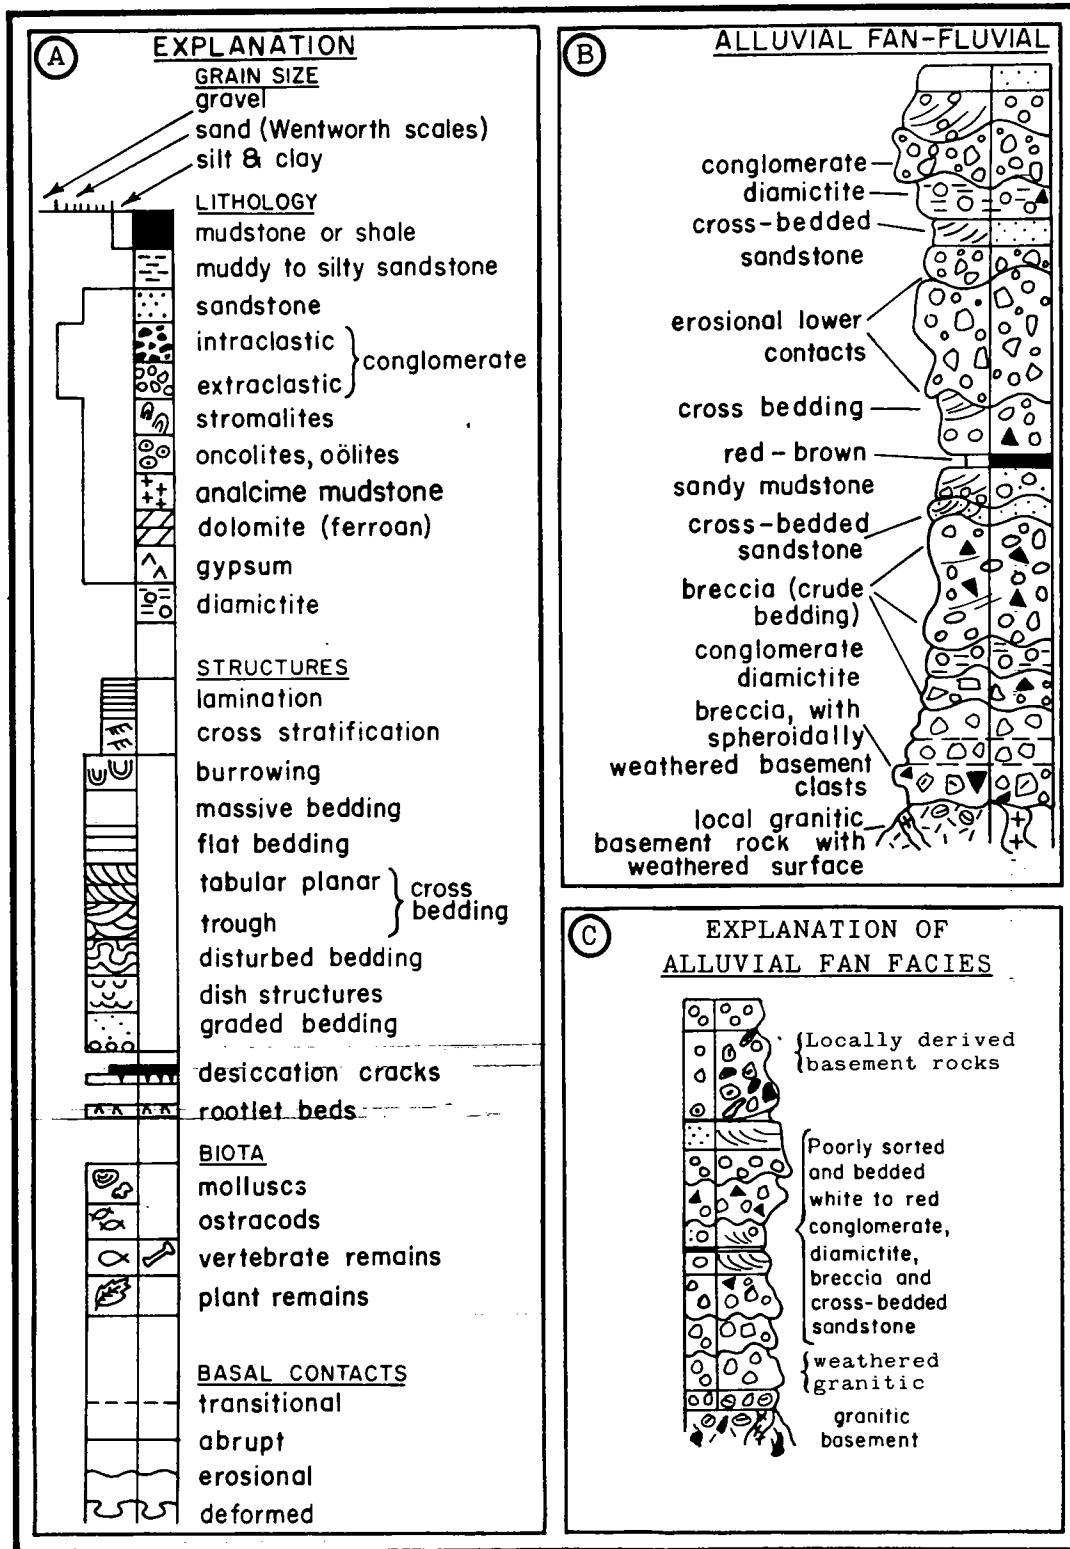 A
EXPLANATION
GRAIN SIZE
gravel
sand (Wentworth scales)
silt & clay
LITHOLOGY
mudstone or shale
muddy to silty sandstone
sandstone
intraclastic
conglomerate
extraclastic
stromalites
oncolites, oölites
analcime mudstone
dolomite (ferroan)
gypsum
diamictite
STRUCTURES
lamination
cross stratification
burrowing
massive bedding
flat bedding
tabular planar
cross
bedding
trough
disturbed bedding
dish structures
graded bedding
desiccation cracks
rootlet beds
BIOTA
molluscs
ostracods
vertebrate remains
plant remains
BASAL CONTACTS
transitional
abrupt
erosional
deformed
B
ALLUVIAL FAN-FLUVIAL
conglomerate
diamictite
cross-bedded
sandstone
erosional lower
contacts
cross bedding
red-brown
sandy mudstone
cross-bedded
sandstone
breccia (crude
bedding)
conglomerate
diamictite
breccia, with
spheroidally
weathered basement
clasts
local granitic
basement rock with
weathered surface
C
EXPLANATION OF
ALLUVIAL FAN FACIES
Locally derived
basement rocks
Poorly sorted
and bedded
white to red
conglomerate,
diamictite,
breccia and
cross-bedded
sandstone
weathered
granitic
granitic
basement